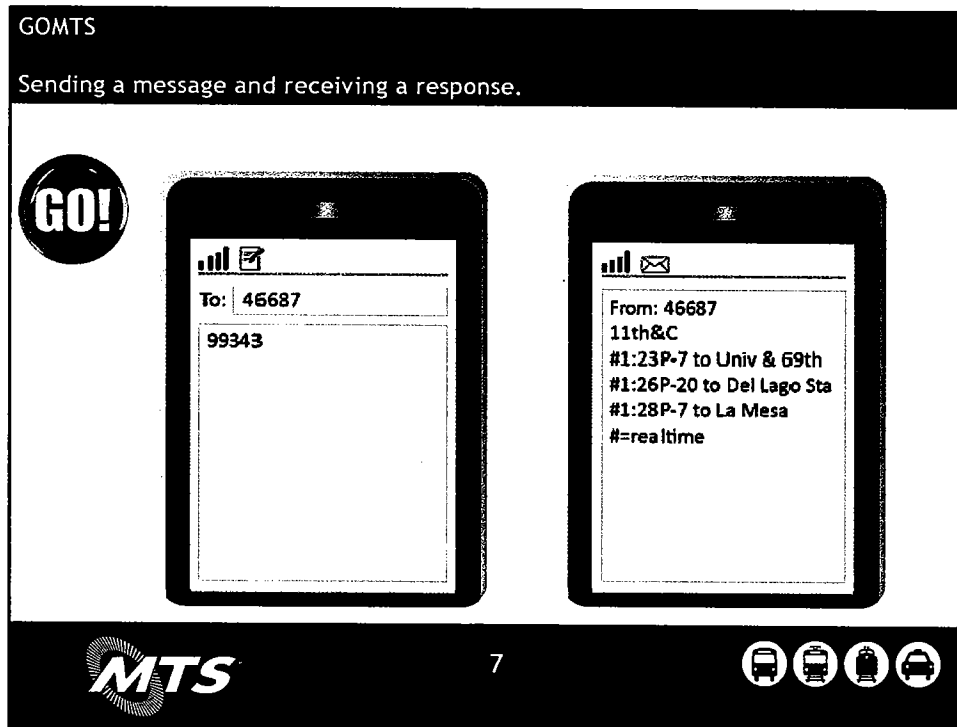 GOMTS
Sending a message and receiving a response.
GO!
To: 46687
99343
From: 46687
11th&C
#1:23P-7 to Univ & 69th
#1:26P-20 to Del Lago Sta
#1:28P-7 to La Mesa
#=realtime
MTS
7